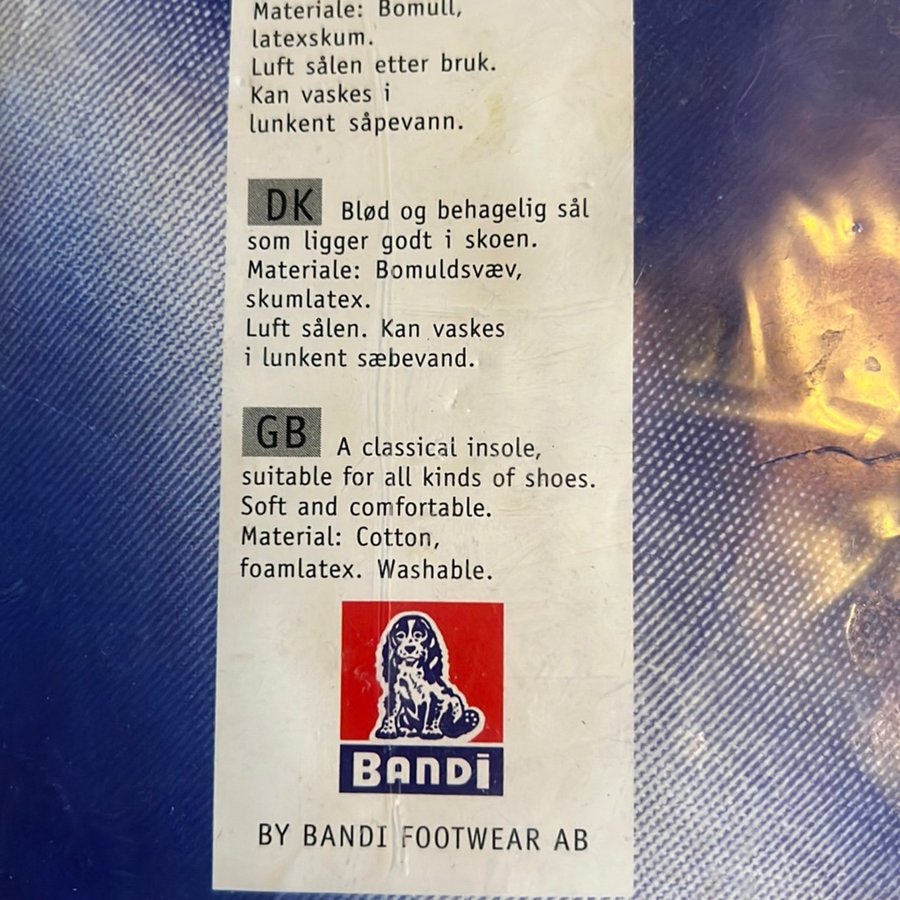 Materiale: Bomull,
latexskum.
Luft sålen etter bruk.
Kan vaskes i
lunkent såpevann.
DK Blød og behagelig sål
som ligger godt i skoen.
Materiale: Bomuldsvæv,
skumlatex.
Luft sålen. Kan vaskes
i lunkent sæbevand.
GB A classical insole,
suitable for all kinds of shoes.
Soft and comfortable.
Material: Cotton,
foamlatex. Washable.
BANDi
BY BANDI FOOTWEAR AB